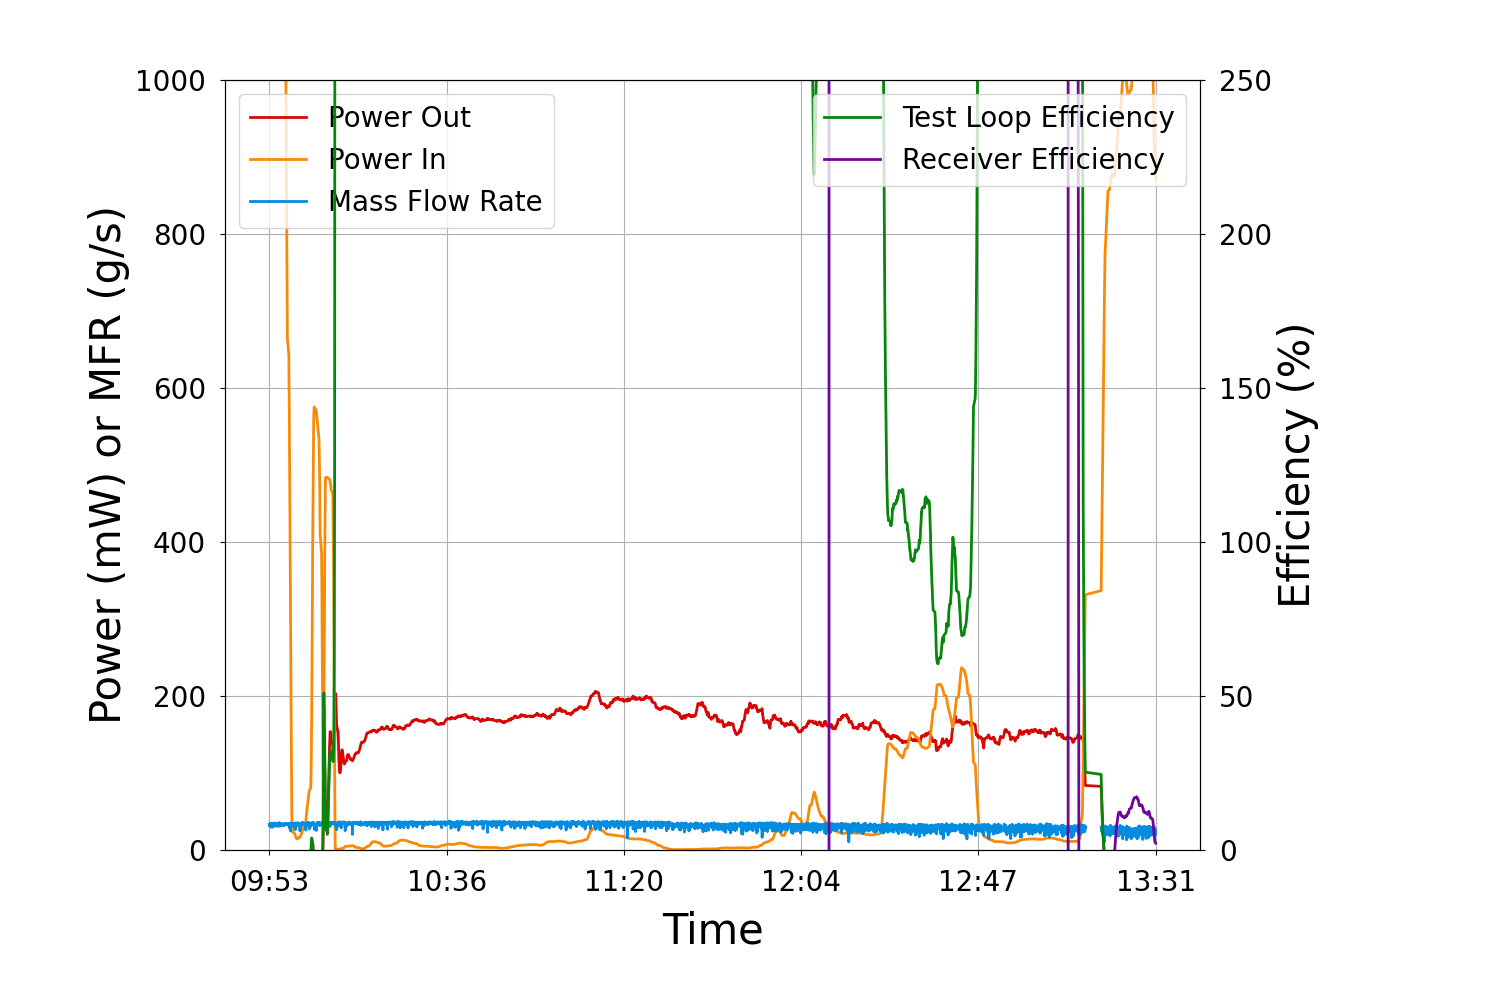 Power (mW) or MFR (g/s)
1000
800
600
400
200
0
Power Out
Power In
Mass Flow Rate
Test Loop Efficiency
Receiver Efficiency
250
200
150
100
50
0
Efficiency (%)
09:53 10:36 11:20 12:04 12:47 13:31
Time